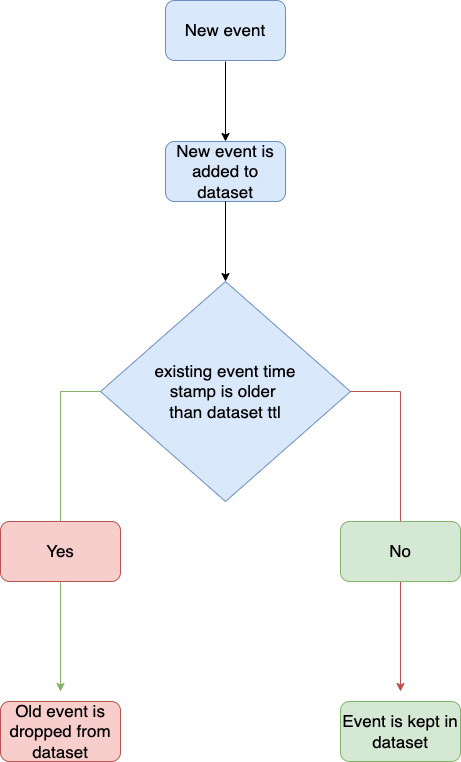 New event
New event is
added to
dataset
existing event time
stamp is older
than dataset ttl
Yes
No
Old event is
dropped from
dataset
Event is kept in
dataset